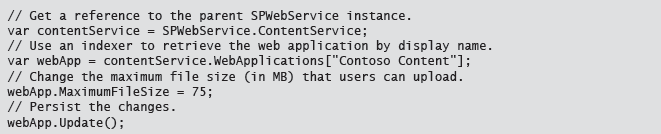 // Get a reference to the parent SPWebService instance.
var contentService = SPWebService.ContentService;
// Use an indexer to retrieve the web application by display name.
var webApp = contentService.WebApplications["Contoso Content"];
// Change the maximum file size (in MB) that users can upload.
webApp.MaximumFileSize = 75;
// Persist the changes.
webApp.Update();